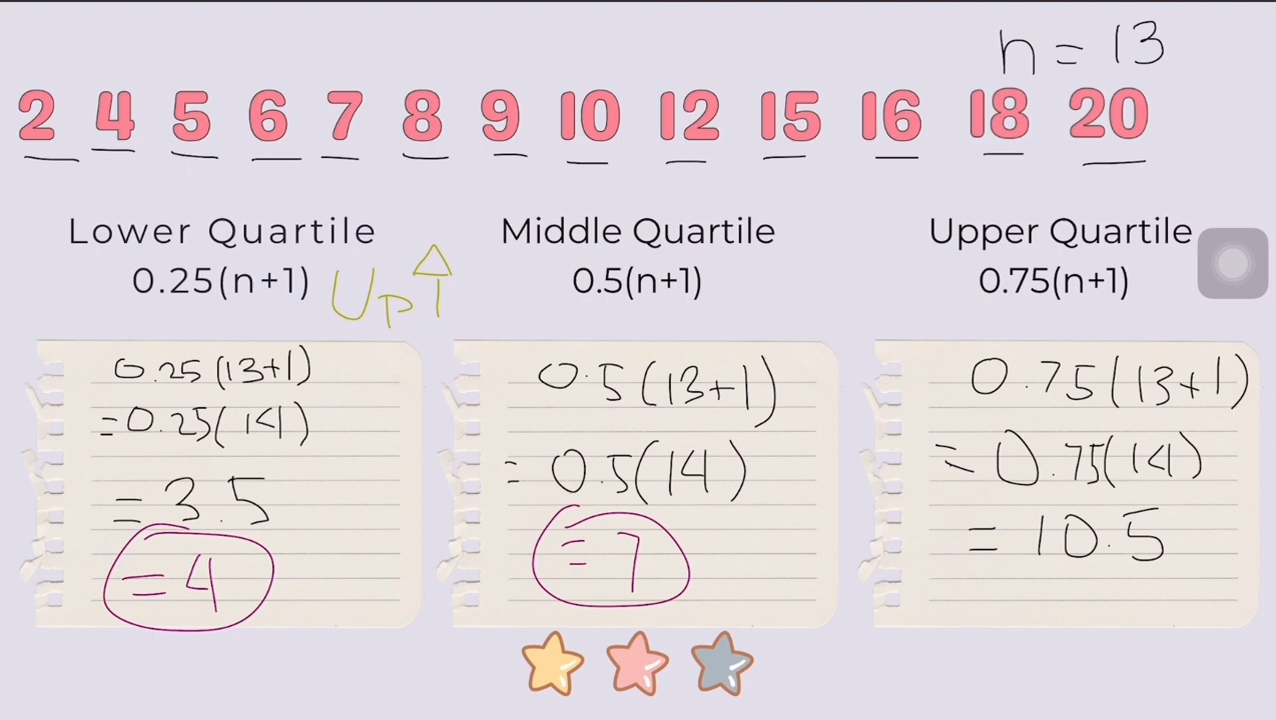 n = 13
2 4 5 6 7 8 9 10 12 15 16 18 20
Lower Quartile
0.25(n+1)
Up↑
Middle Quartile
0.5(n+1)
Upper Quartile
0.75(n+1)
0.25(13+1)
=0.25(14)
=3.5
=4
0.5(13+1)
=0.5(14)
=7
0.75(13+1)
=0.75(14)
=10.5